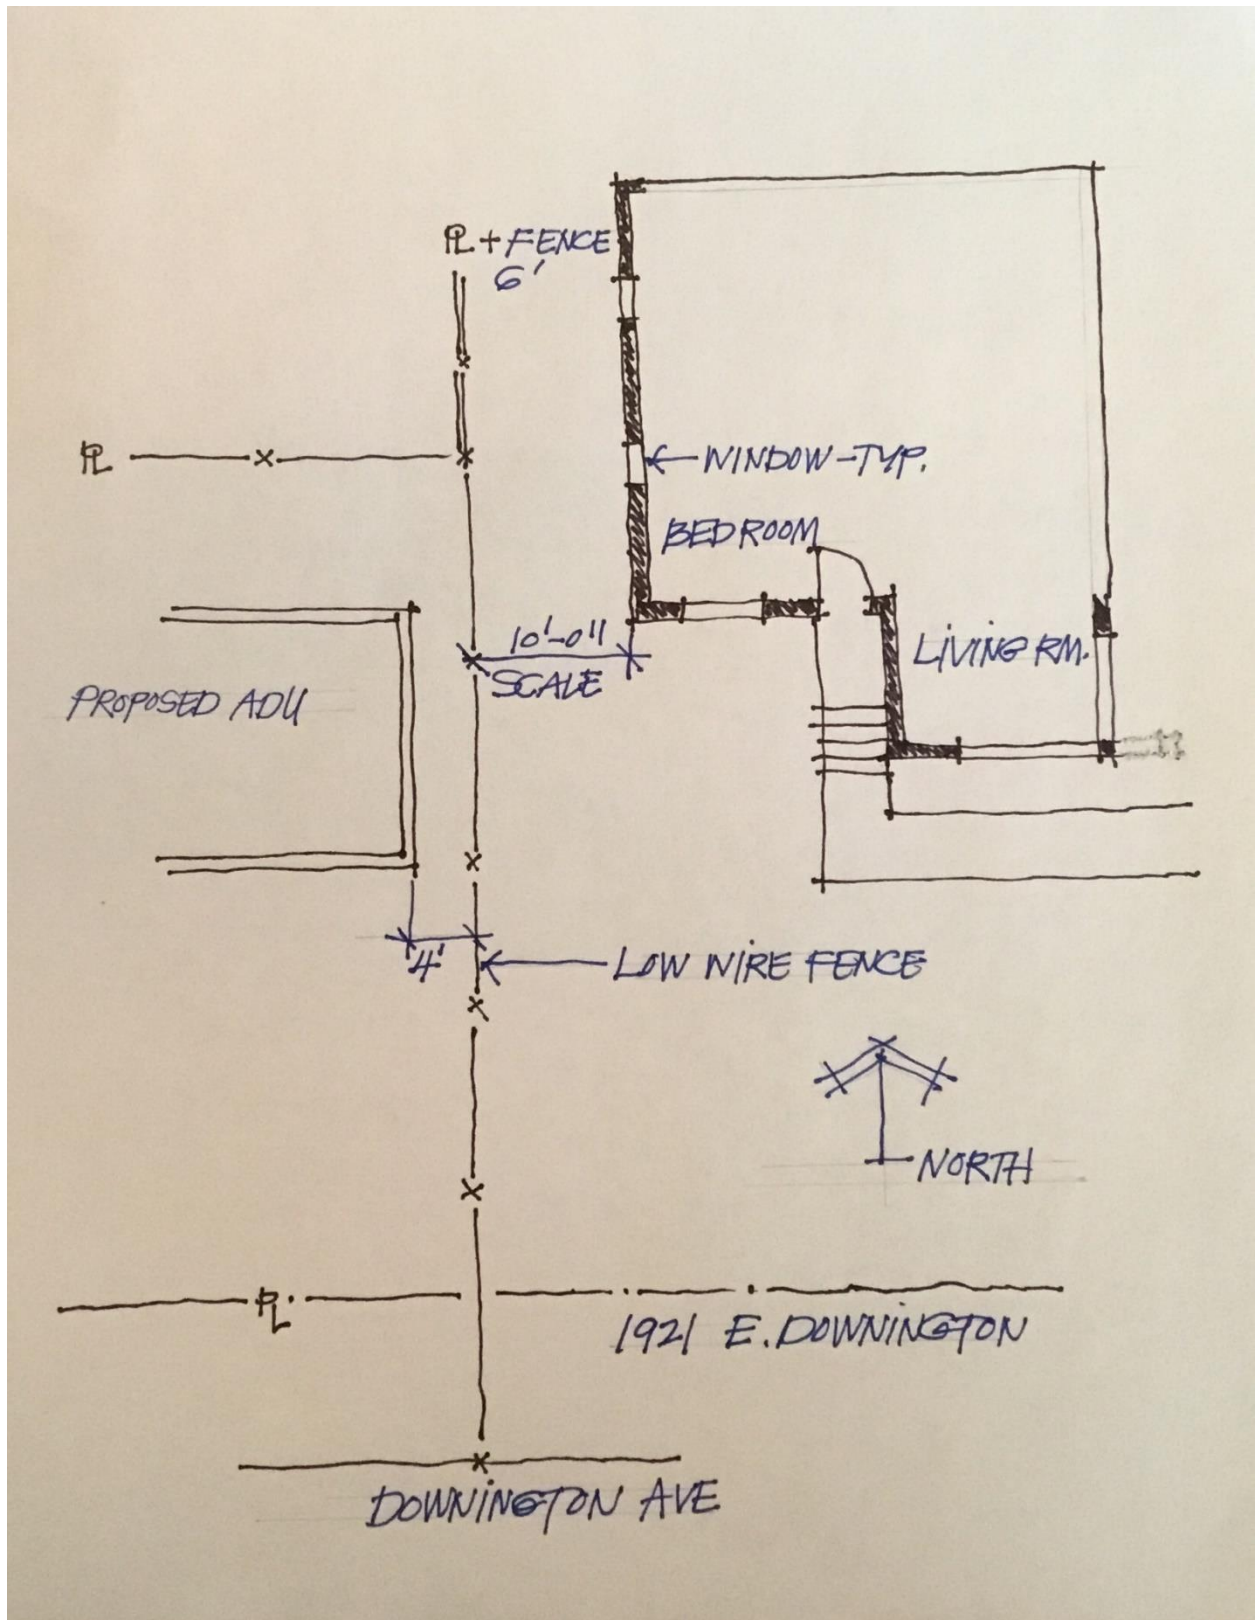 PL + FENCE
6'
PL
WINDOW-TYP.
BEDROOM
10'-0"
SCALE
LIVING RM.
PROPOSED ADU
4'
LOW WIRE FENCE
NORTH
PL
1921 E. DOWNINGTON
DOWNINGTON AVE